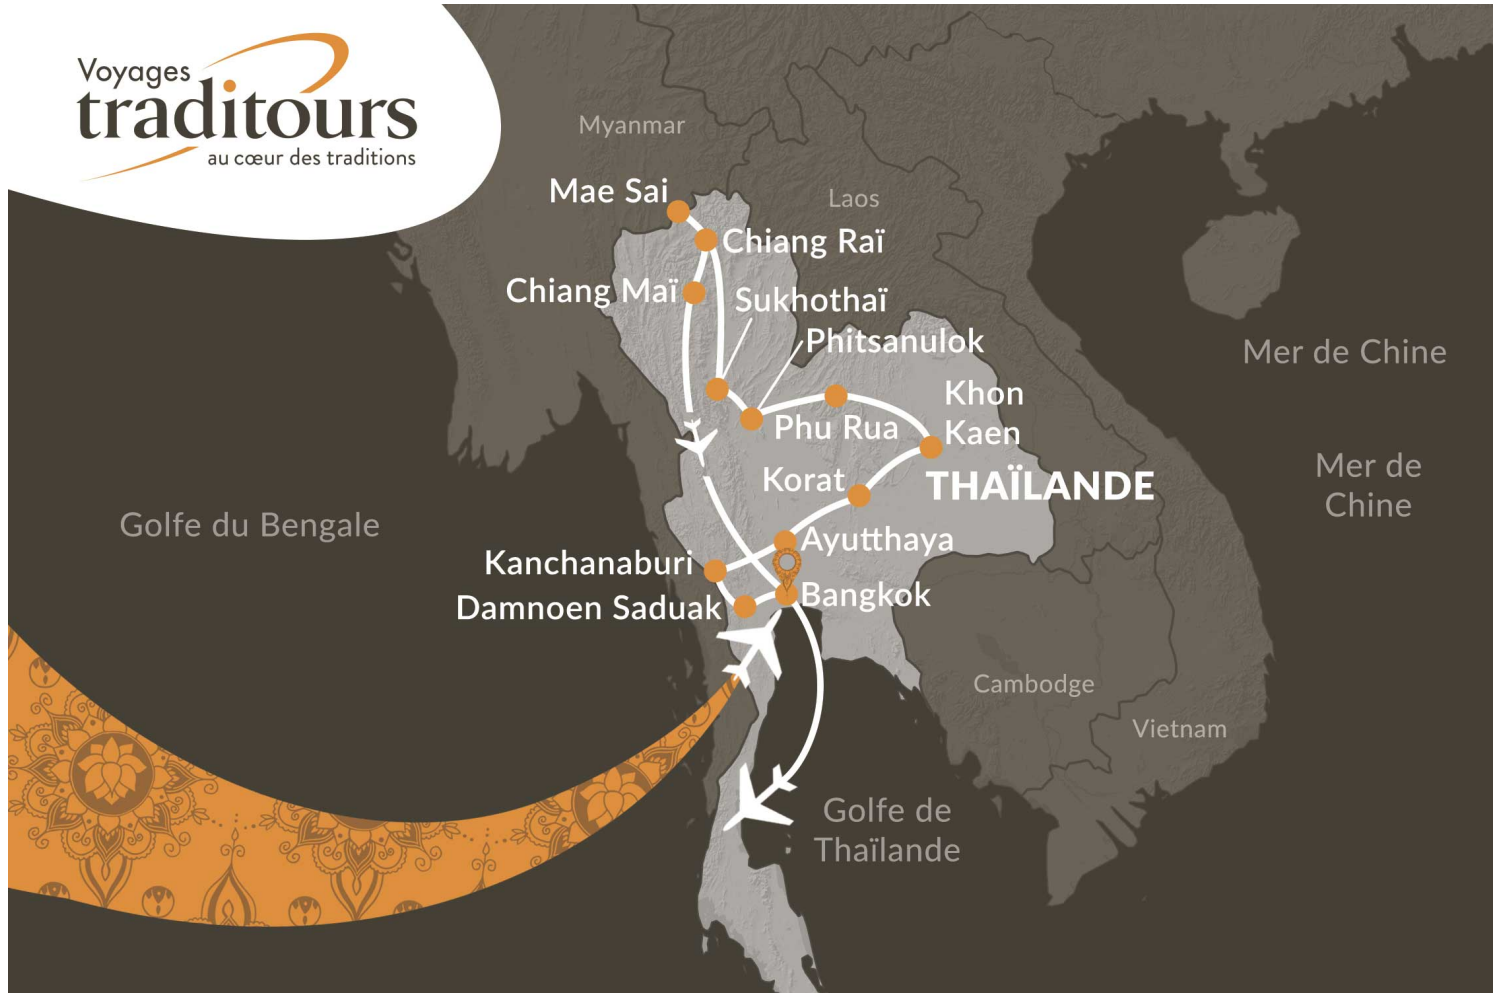 Voyages
traditours
au cœur des traditions
Myanmar
Mae Sai
Laos
Chiang Raï
Chiang Maï
Sukhothaï
Phitsanulok
Mer de Chine
Khon
Kaen
Phu Rua
Korat
THAÏLANDE
Mer de
Chine
Golfe du Bengale
Ayutthaya
Kanchanaburi
Bangkok
Damnoen Saduak
Cambodge
Vietnam
Golfe de
Thaïlande